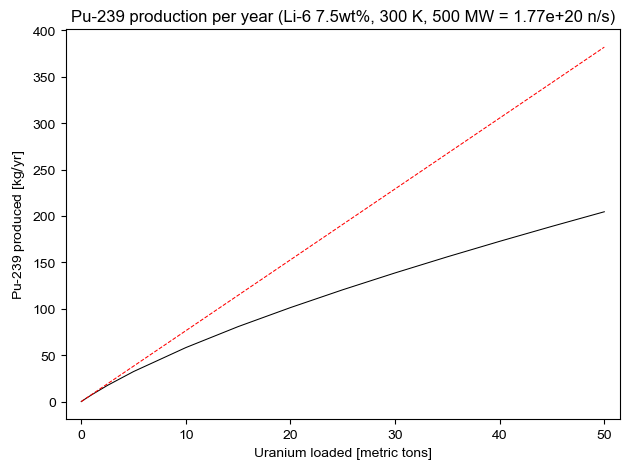 Pu-239 production per year (Li-6 7.5wt%, 300 K, 500 MW = 1.77e+20 n/s)
400
350
300
250
200
150
100
50
0
Pu-239 produced [kg/yr]
0 10 20 30 40 50
Uranium loaded [metric tons]